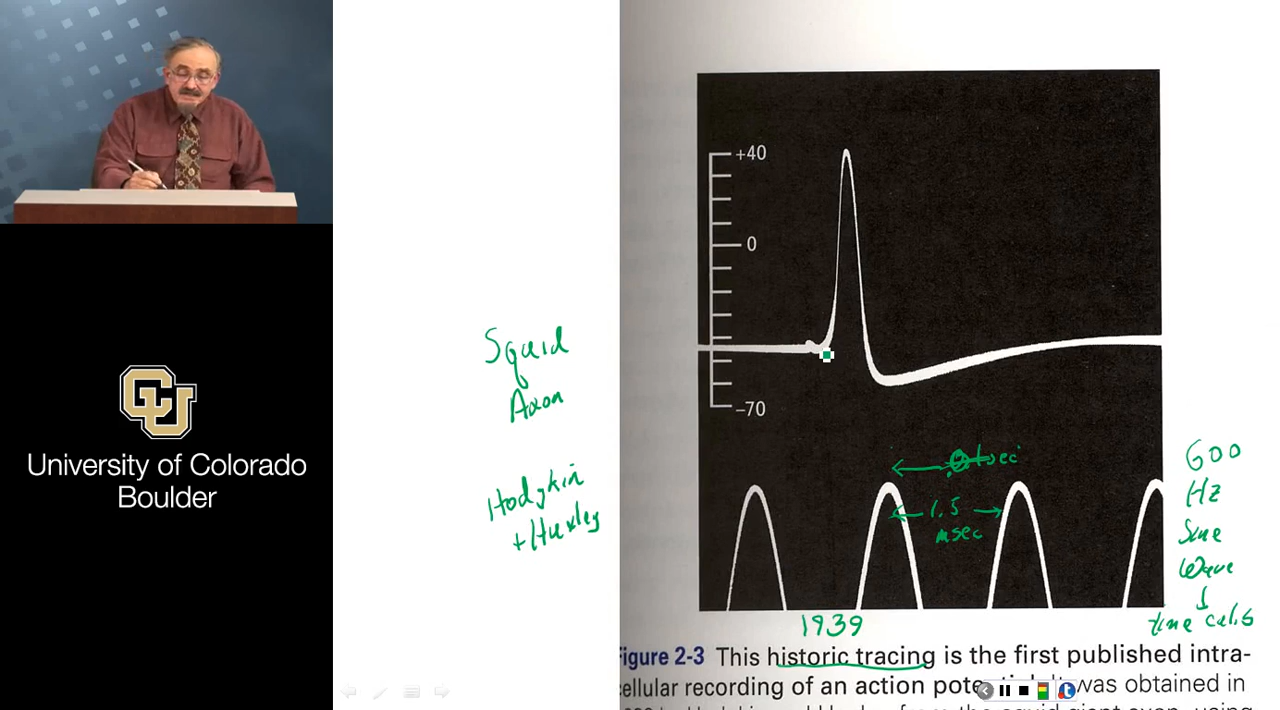 University of Colorado
Boulder
Squid
Axon
Hodgkin
+ Huxley
+40
0
−70
1.5
msec
600
Hz
Sine
Wave
↓
time calib
1939
Figure 2-3 This historic tracing is the first published intra-
cellular recording of an action
was obtained in